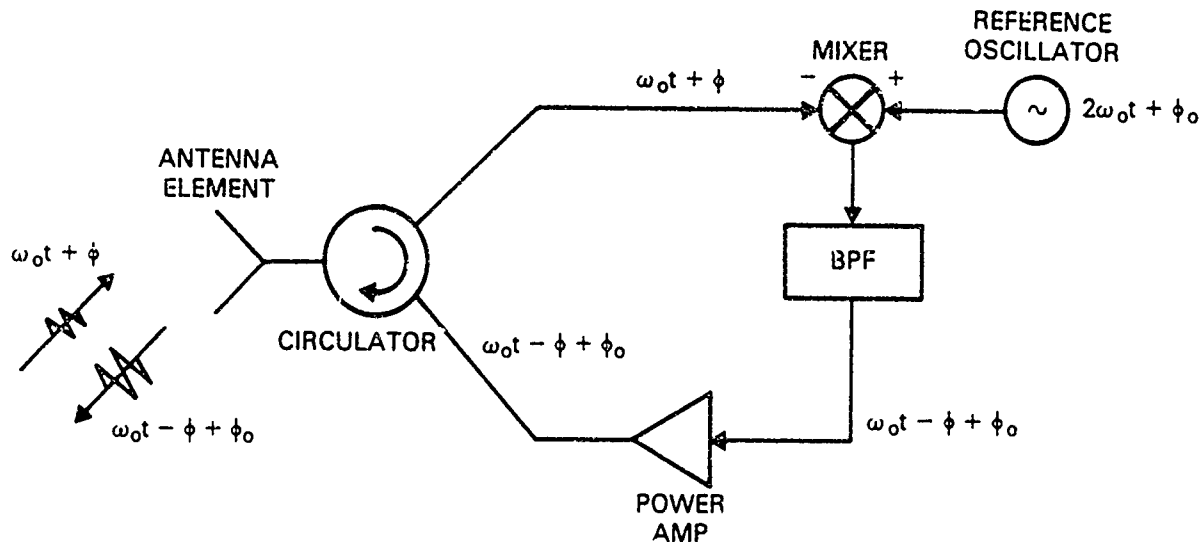 REFERENCE
OSCILLATOR
MIXER
ω₀t + ϕ
−
+
~
2ω₀t + ϕ₀
ANTENNA
ELEMENT
ω₀t + ϕ
BPF
CIRCULATOR
ω₀t − ϕ + ϕ₀
ω₀t − ϕ + ϕ₀
ω₀t − ϕ + ϕ₀
POWER
AMP